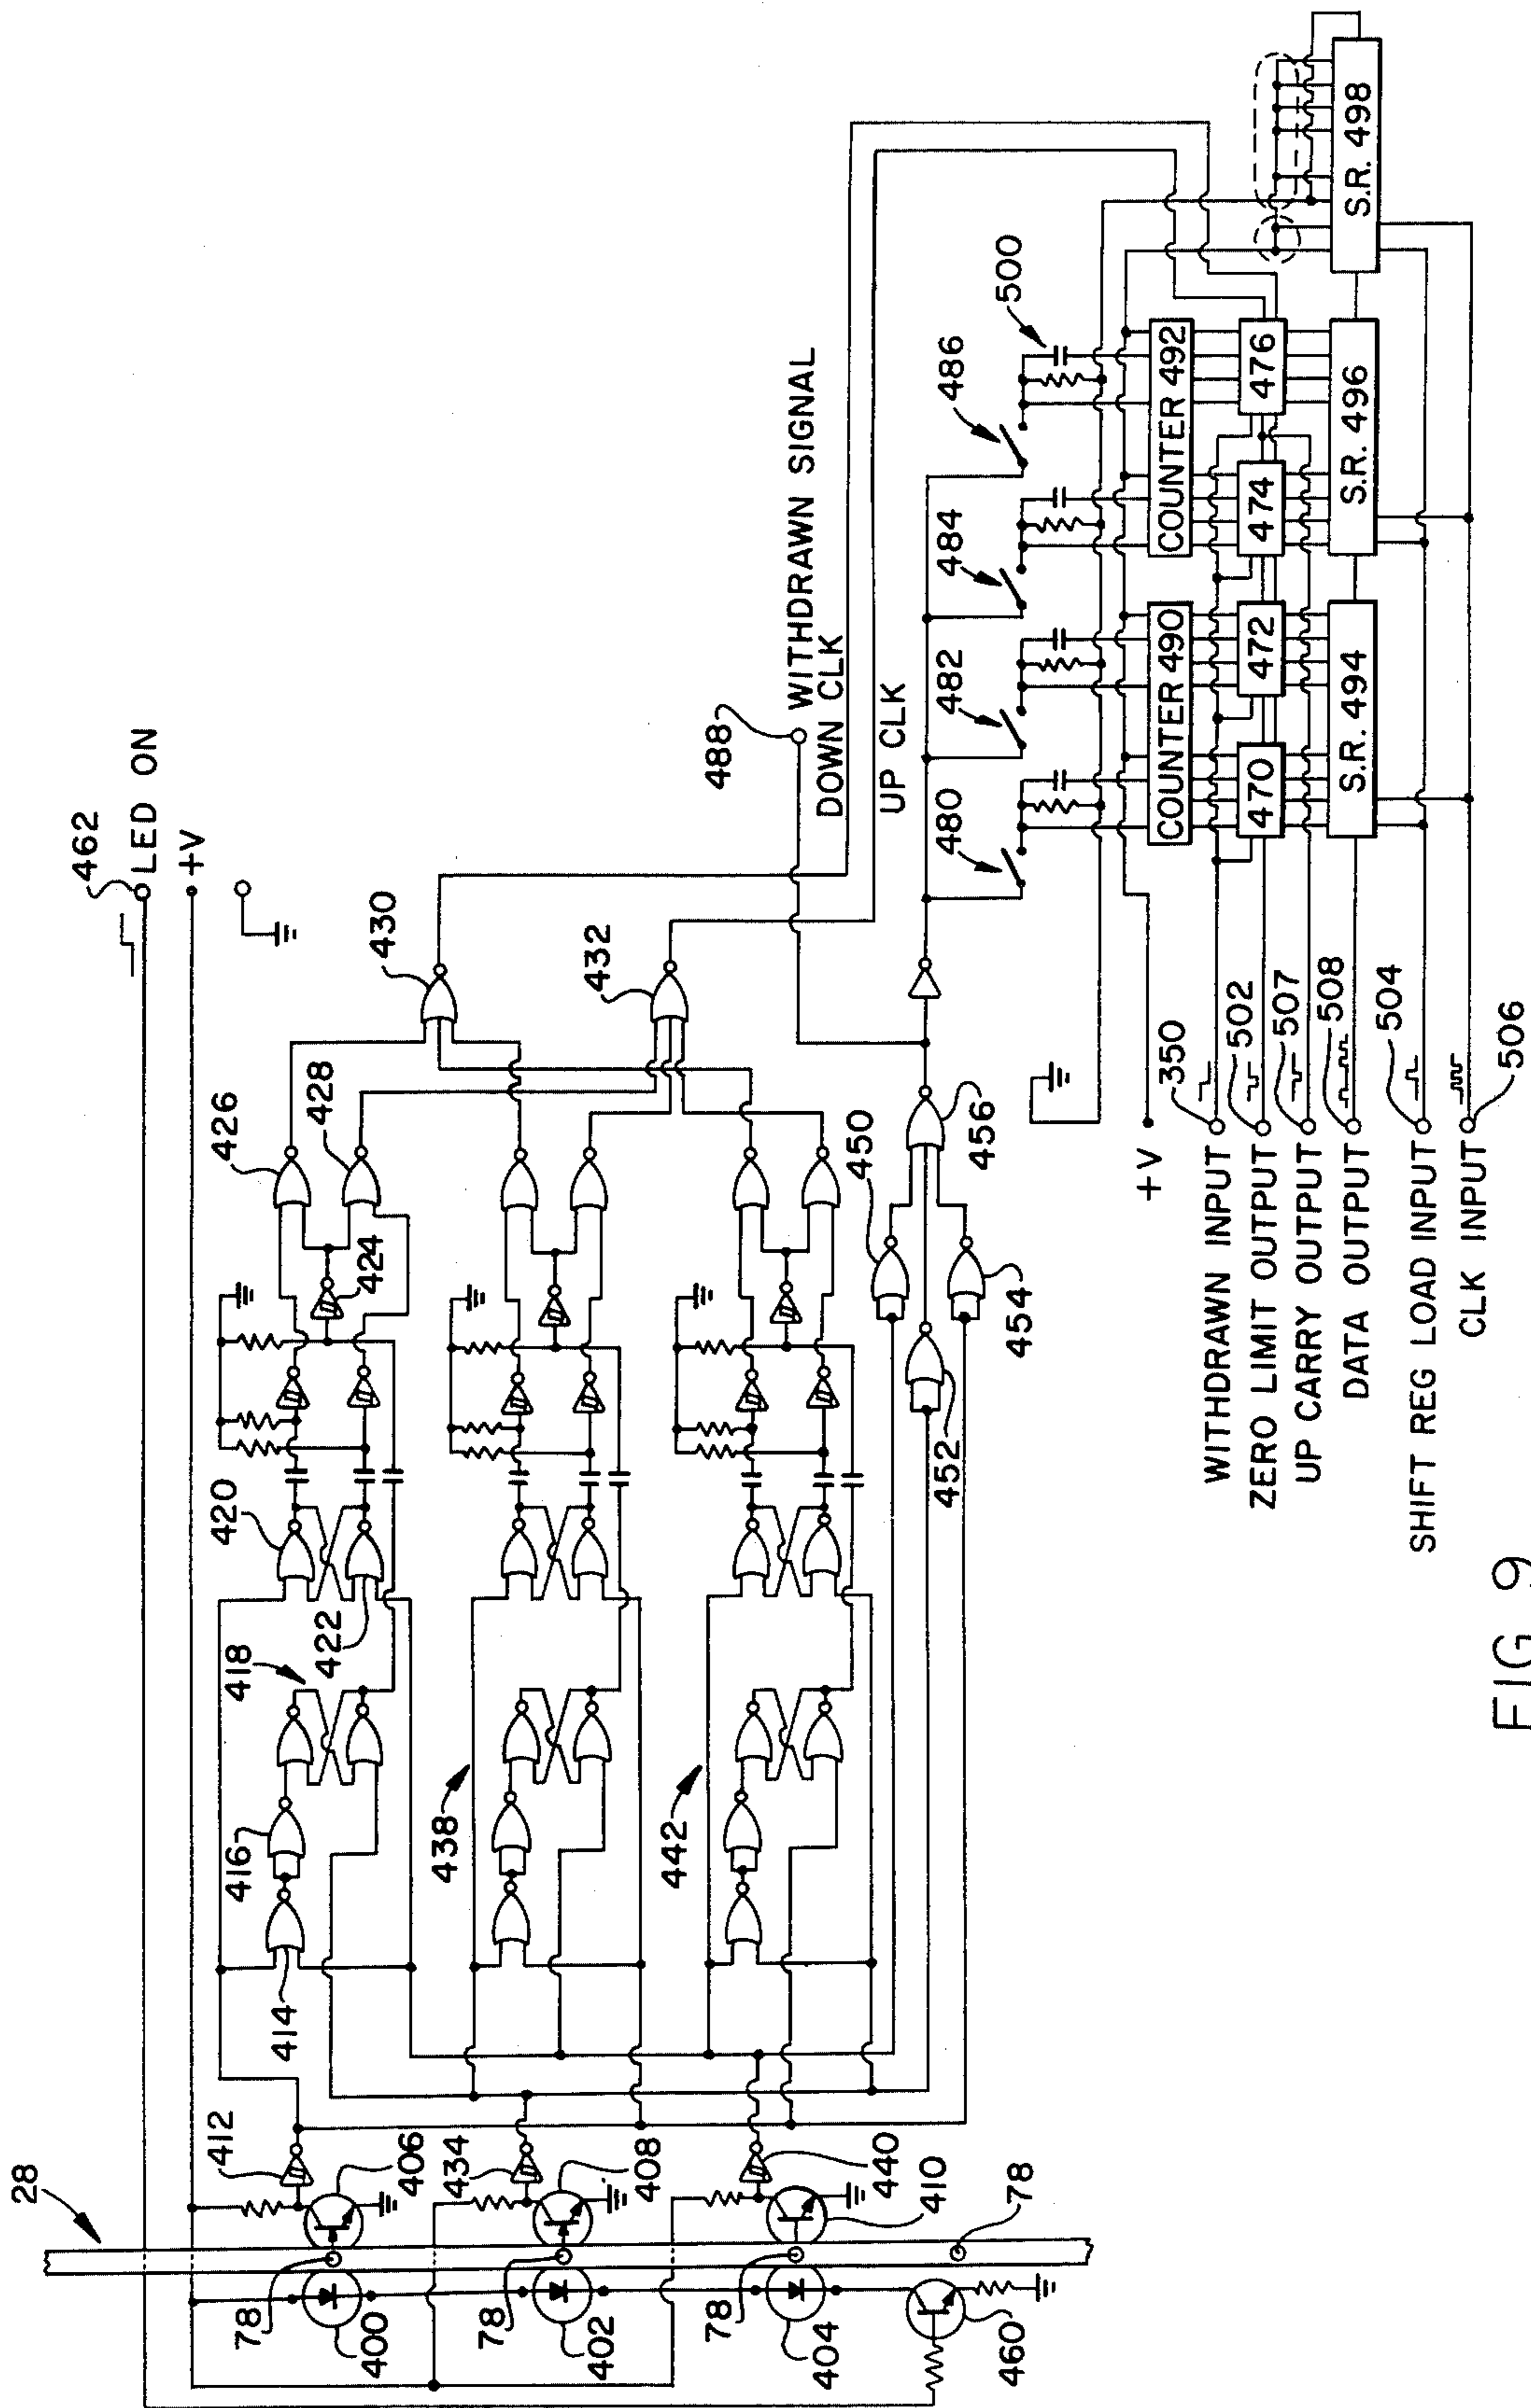 28
462
LED ON
+V
412
406
434
408
440
410
78
78
78
78
400
402
404
460
414
416
418
420
422
424
426
428
430
432
438
442
450
452
454
456
488
WITHDRAWN SIGNAL
DOWN CLK
UP CLK
480
482
484
486
500
+V
COUNTER 490
COUNTER 492
470
472
474
476
S.R. 494
S.R. 496
S.R. 498
WITHDRAWN INPUT
350
ZERO LIMIT OUTPUT
502
UP CARRY OUTPUT
507
DATA OUTPUT
508
SHIFT REG LOAD INPUT
504
CLK INPUT
506
FIG 9